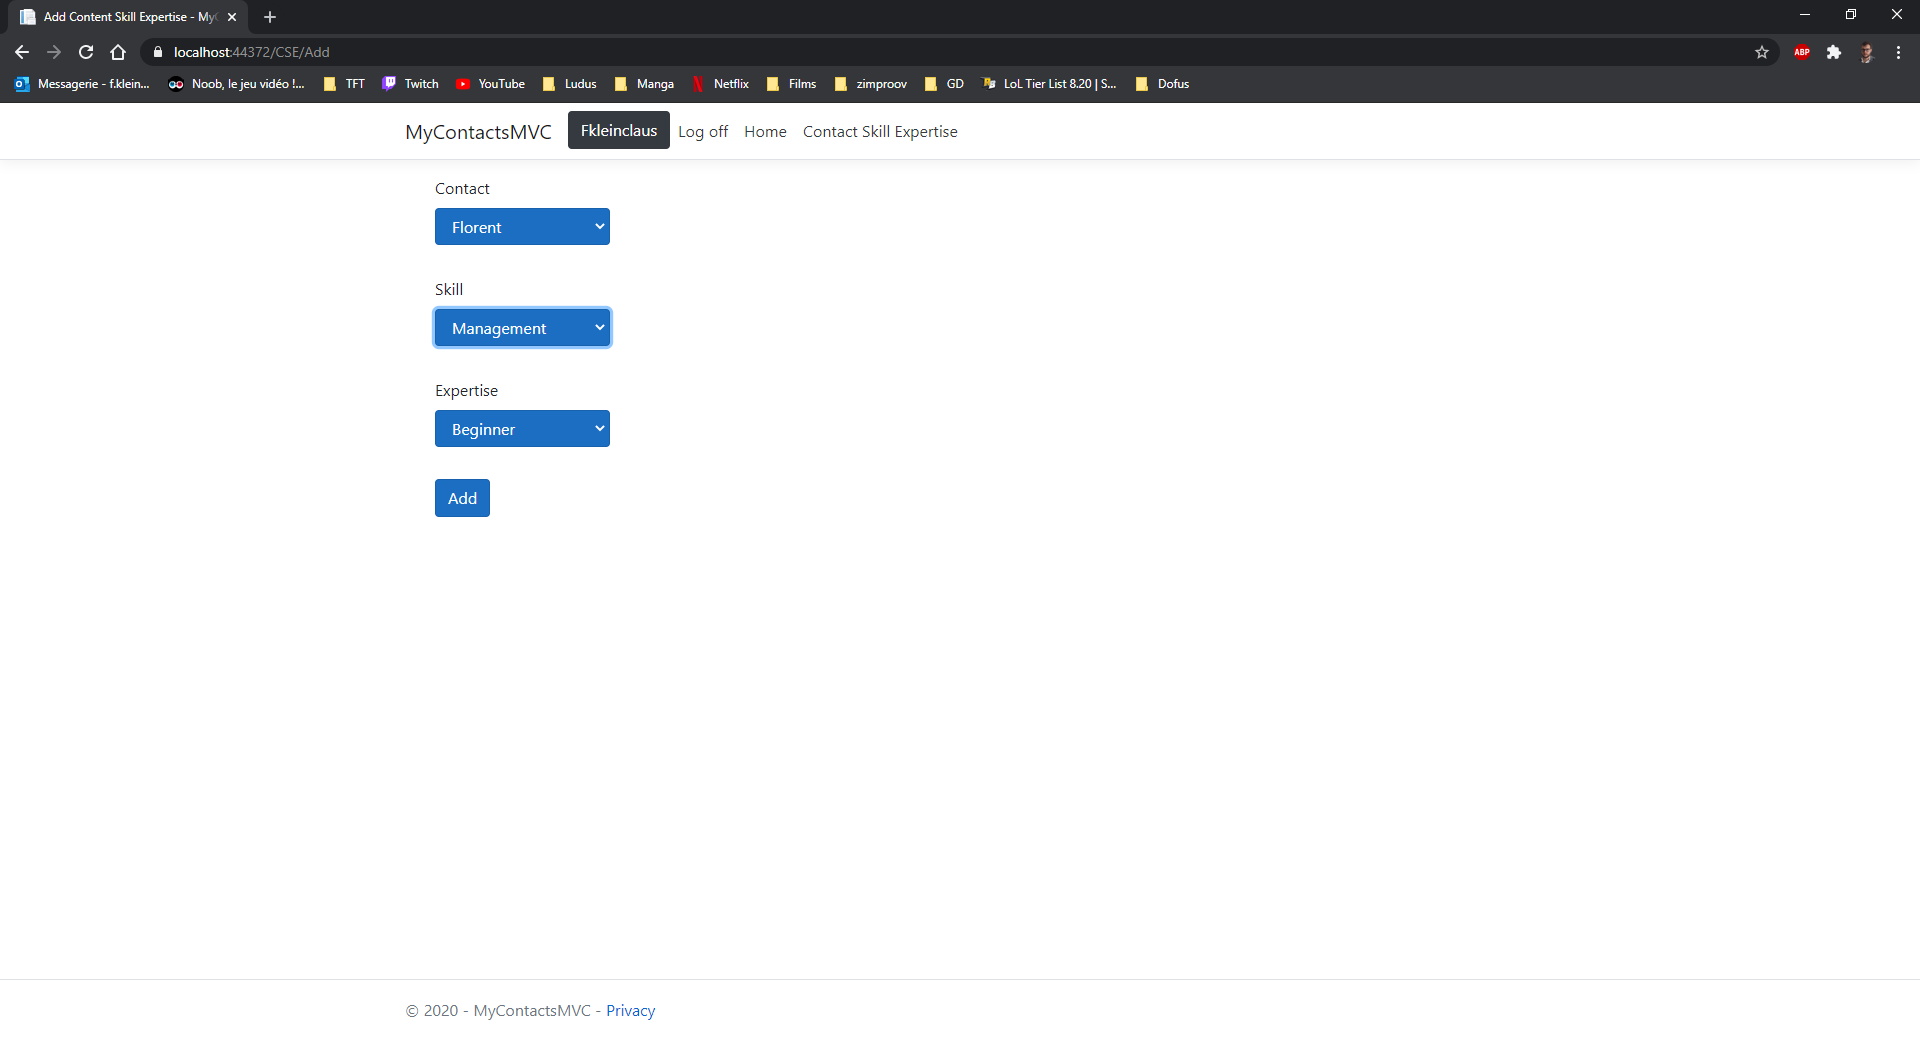 Add Content Skill Expertise - My
localhost:44372/CSE/Add
ABP
Messagerie - f.klein... Noob, le jeu vidéo !... TFT Twitch YouTube Ludus Manga Netflix Films zimproov GD LoL Tier List 8.20 | S... Dofus
MyContactsMVC Fkleinclaus Log off Home Contact Skill Expertise
Contact
Florent
Skill
Management
Expertise
Beginner
Add
© 2020 - MyContactsMVC - Privacy